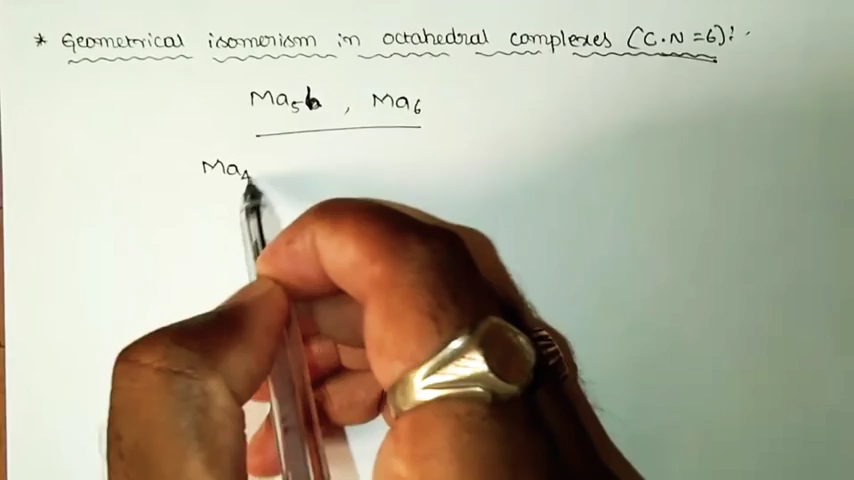 * Geometrical isomerism in octahedral complexes (C.N = 6):
Ma₅b , Ma₆
Ma₄